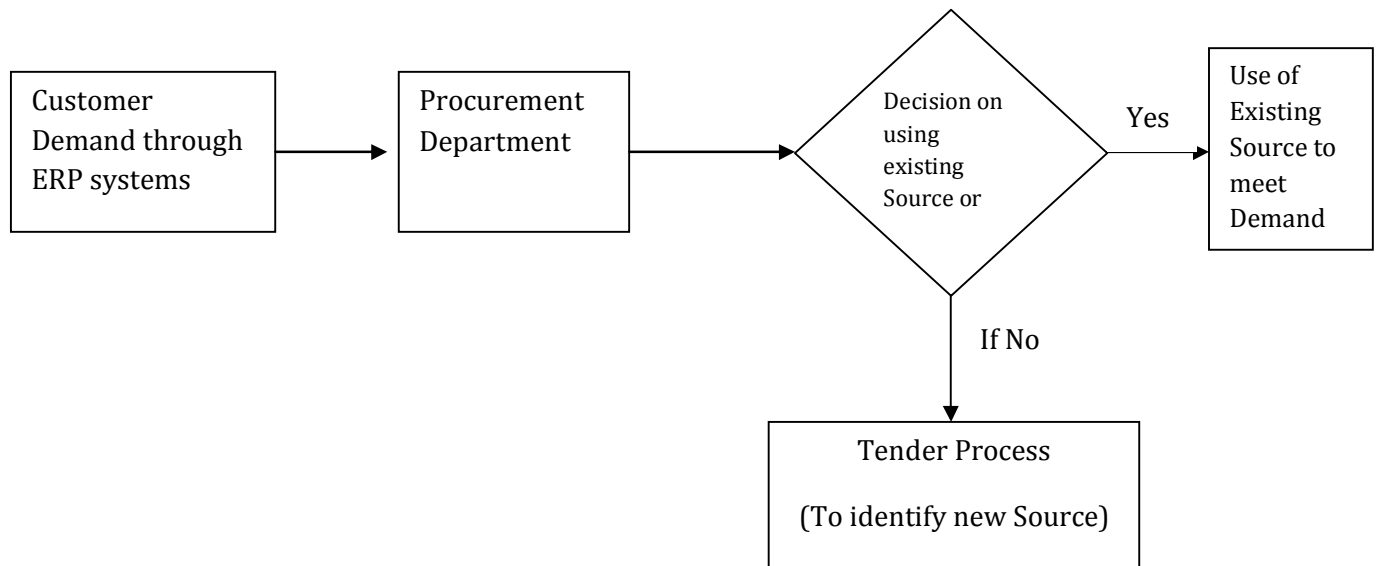 Customer
Demand through
ERP systems
Procurement
Department
Decision on
using
existing
Source or
Yes
Use of
Existing
Source to
meet
Demand
If No
Tender Process
(To identify new Source)